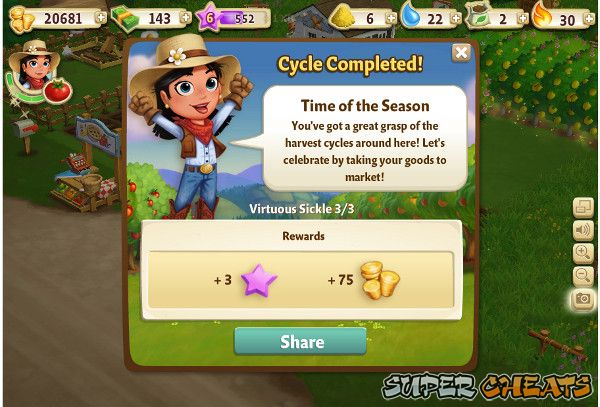 20681 + 143 + 6 552 6 + 22 + 2 + 30 +
Cycle Completed!
Time of the Season
You've got a great grasp of the
harvest cycles around here! Let's
celebrate by taking your goods to
market!
Virtuous Sickle 3/3
Rewards
+ 3 + 75
Share
SUPER CHEATS